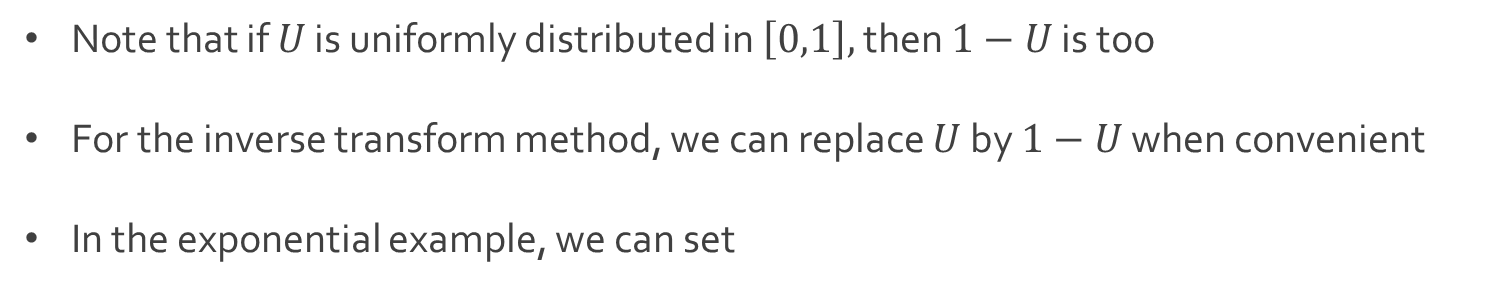 • Note that if U is uniformly distributed in [0,1], then 1 − U is too
• For the inverse transform method, we can replace U by 1 − U when convenient
• In the exponential example, we can set